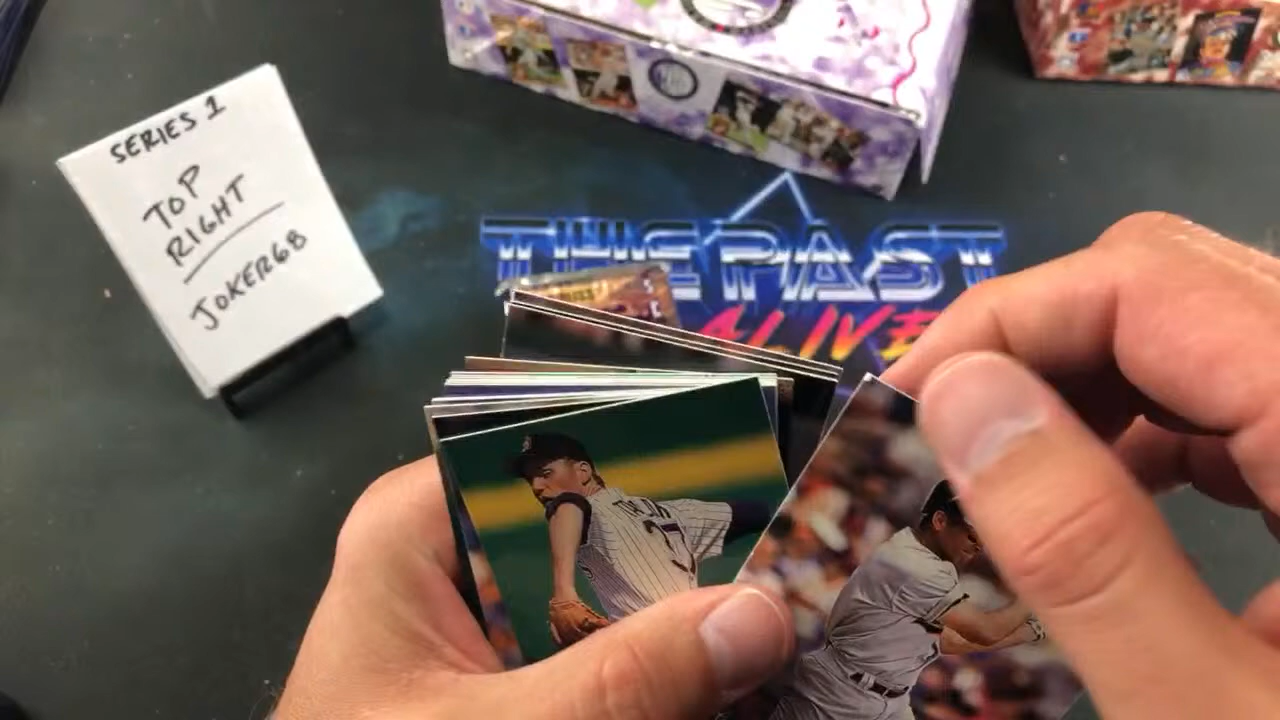 SERIES 1
TOP
RIGHT
JOKER68
THE PAST
ALIVE